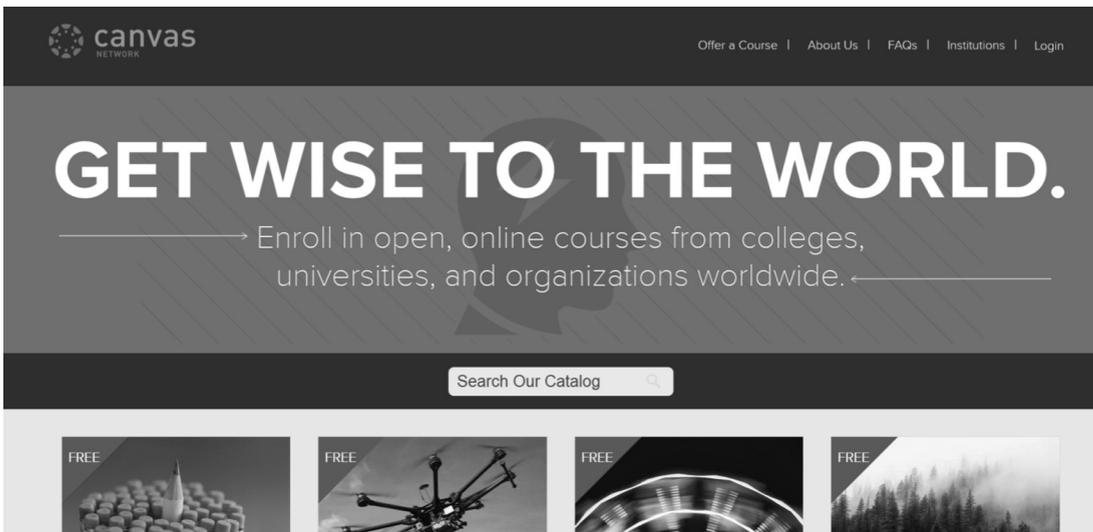 canvas
NETWORK
Offer a Course | About Us | FAQs | Institutions | Login
GET WISE TO THE WORLD.
Enroll in open, online courses from colleges,
universities, and organizations worldwide.
Search Our Catalog
FREE FREE FREE FREE